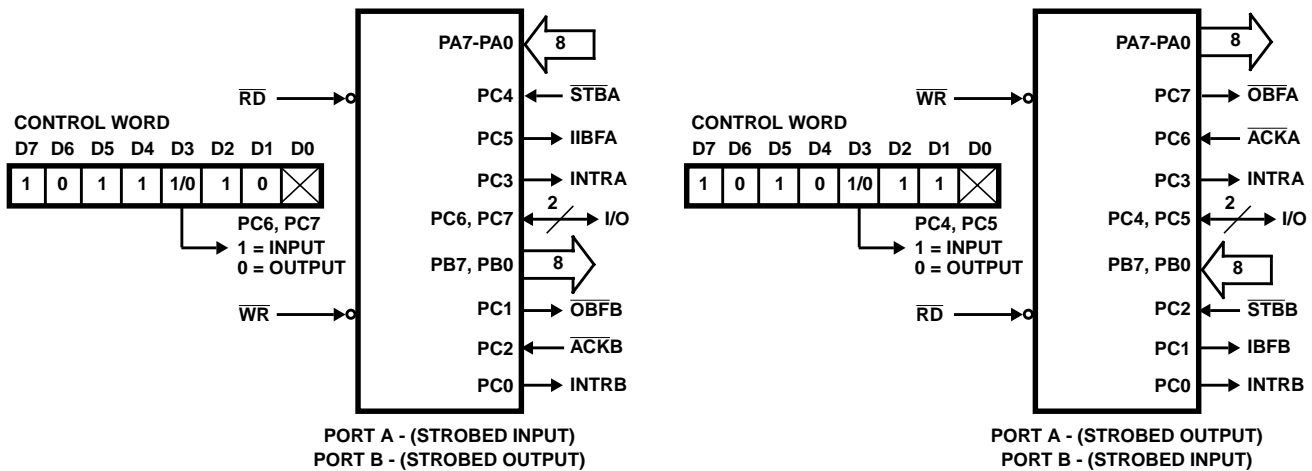 PA7-PA0 8
RD PC4 STBA
CONTROL WORD
D7 D6 D5 D4 D3 D2 D1 D0
1 0 1 1 1/0 1 0
PC6, PC7
1 = INPUT
0 = OUTPUT
PC5 IIBFA
PC3 INTRA
PC6, PC7 2 I/O
PB7, PB0 8
WR PC1 OBFB
PC2 ACKB
PC0 INTRB
PORT A - (STROBED INPUT)
PORT B - (STROBED OUTPUT)
PA7-PA0 8
WR PC7 OBFA
CONTROL WORD
D7 D6 D5 D4 D3 D2 D1 D0
1 0 1 0 1/0 1 1
PC4, PC5
1 = INPUT
0 = OUTPUT
PC6 ACKA
PC3 INTRA
PC4, PC5 2 I/O
PB7, PB0 8
RD PC2 STBB
PC1 IBFB
PC0 INTRB
PORT A - (STROBED OUTPUT)
PORT B - (STROBED INPUT)